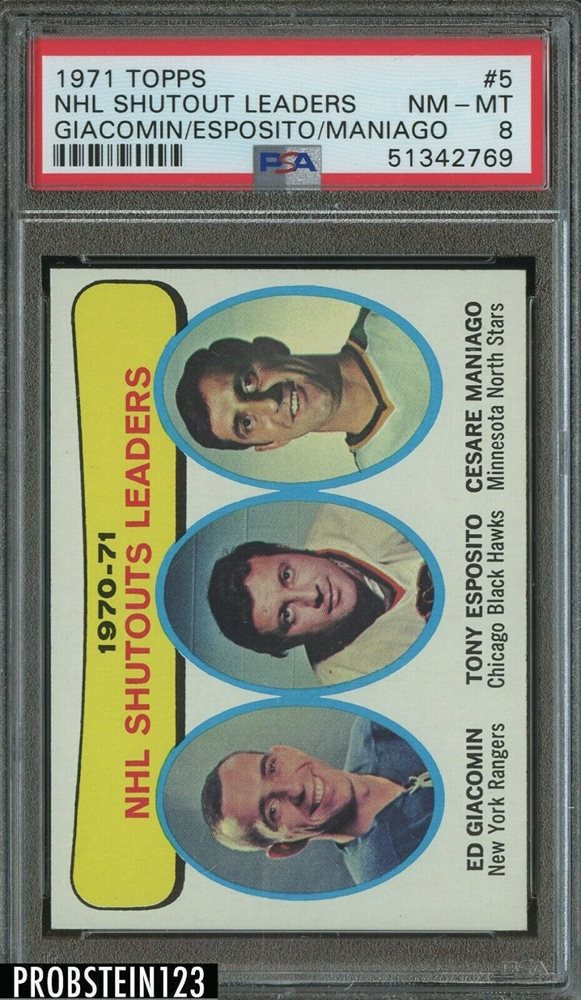 1971 TOPPS #5
NHL SHUTOUT LEADERS NM - MT
GIACOMIN/ESPOSITO/MANIAGO 8
PSA 51342769
1970-71
NHL SHUTOUTS LEADERS
ED GIACOMIN
New York Rangers
TONY ESPOSITO
Chicago Black Hawks
CESARE MANIAGO
Minnesota North Stars
PSA
PROBSTEIN123